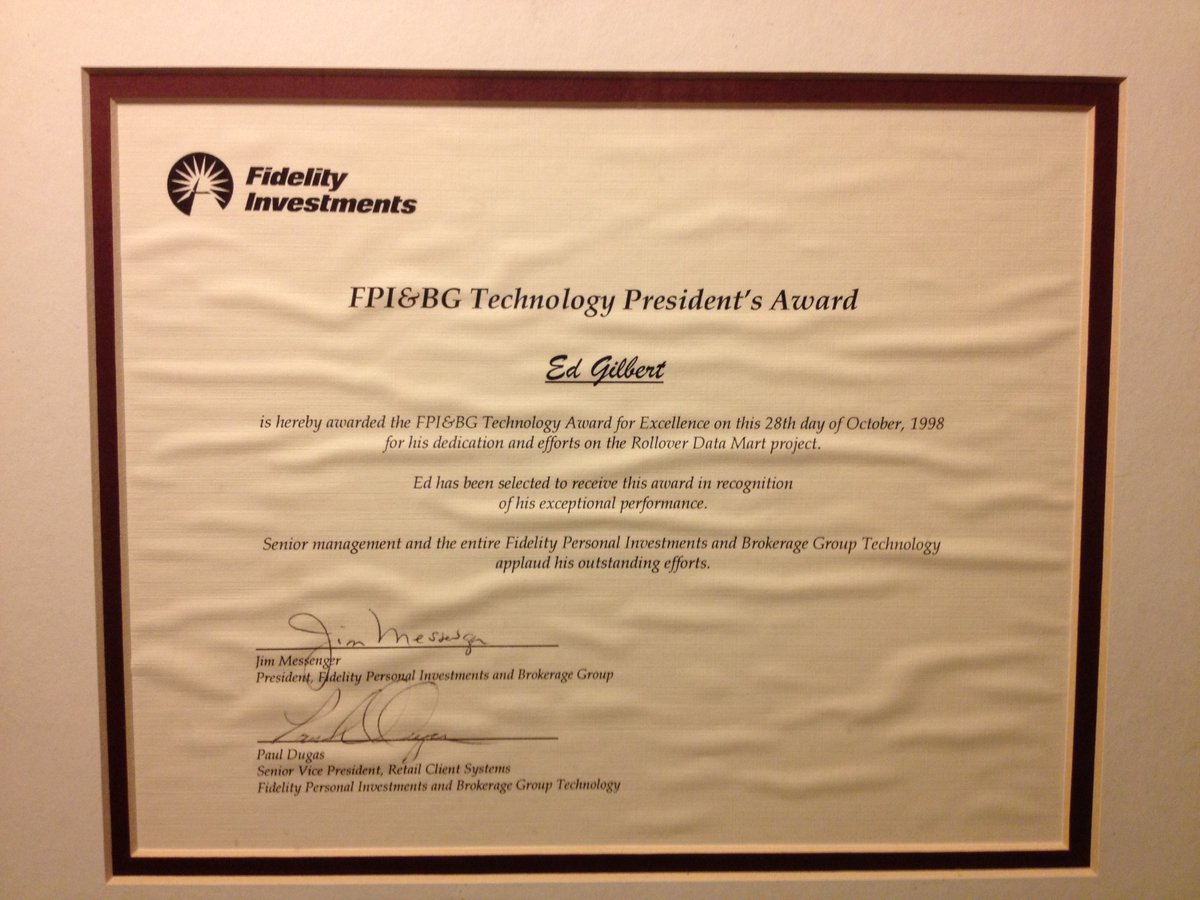 Fidelity
Investments
FPI&BG Technology President's Award
Ed Gilbert
is hereby awarded the FPI&BG Technology Award for Excellence on this 28th day of October, 1998
for his dedication and efforts on the Rollover Data Mart project.
Ed has been selected to receive this award in recognition
of his exceptional performance.
Senior management and the entire Fidelity Personal Investments and Brokerage Group Technology
applaud his outstanding efforts.
Jim Messenger
Jim Messenger
President, Fidelity Personal Investments and Brokerage Group
Paul Dugas
Senior Vice President, Retail Client Systems
Fidelity Personal Investments and Brokerage Group Technology